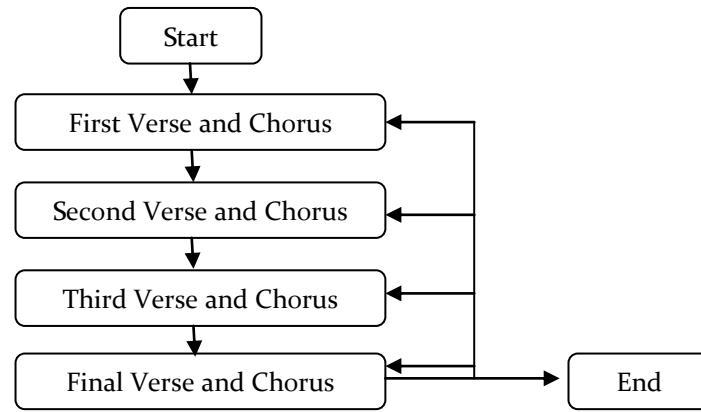 Start
First Verse and Chorus
Second Verse and Chorus
Third Verse and Chorus
Final Verse and Chorus
End